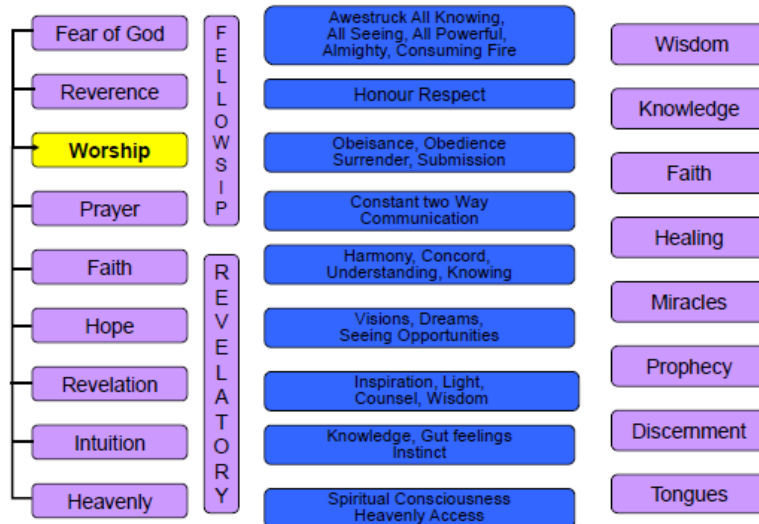 Fear of God
Reverence
Worship
Prayer
Faith
Hope
Revelation
Intuition
Heavenly
FELLOWSIP
REVELATORY
Awestruck All Knowing,
All Seeing, All Powerful,
Almighty, Consuming Fire
Honour Respect
Obeisance, Obedience
Surrender, Submission
Constant two Way
Communication
Harmony, Concord,
Understanding, Knowing
Visions, Dreams,
Seeing Opportunities
Inspiration, Light,
Counsel, Wisdom
Knowledge, Gut feelings
Instinct
Spiritual Consciousness
Heavenly Access
Wisdom
Knowledge
Faith
Healing
Miracles
Prophecy
Discernment
Tongues